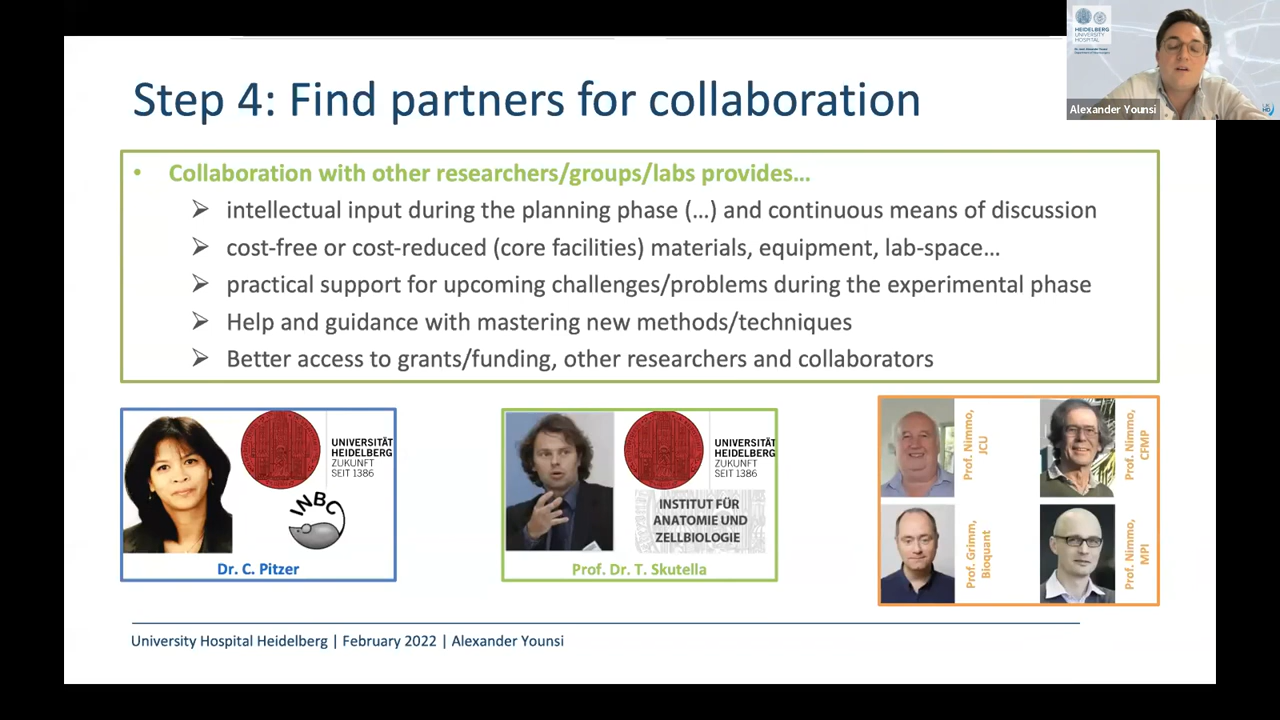 HEIDELBERG
UNIVERSITY
HOSPITAL
Alexander Younsi
Step 4: Find partners for collaboration
• Collaboration with other researchers/groups/labs provides...
➢ intellectual input during the planning phase (...) and continuous means of discussion
➢ cost-free or cost-reduced (core facilities) materials, equipment, lab-space...
➢ practical support for upcoming challenges/problems during the experimental phase
➢ Help and guidance with mastering new methods/techniques
➢ Better access to grants/funding, other researchers and collaborators
UNIVERSITÄT
HEIDELBERG
ZUKUNFT
SEIT 1386
INBC
Dr. C. Pitzer
UNIVERSITÄT
HEIDELBERG
ZUKUNFT
SEIT 1386
INSTITUT FÜR
ANATOMIE UND
ZELLBIOLOGIE
Prof. Dr. T. Skutella
Prof. Nimmo,
JCU
Prof. Nimmo,
CFMP
Prof. Grimm,
Bioquant
Prof. Nimmo,
MPI
University Hospital Heidelberg | February 2022 | Alexander Younsi